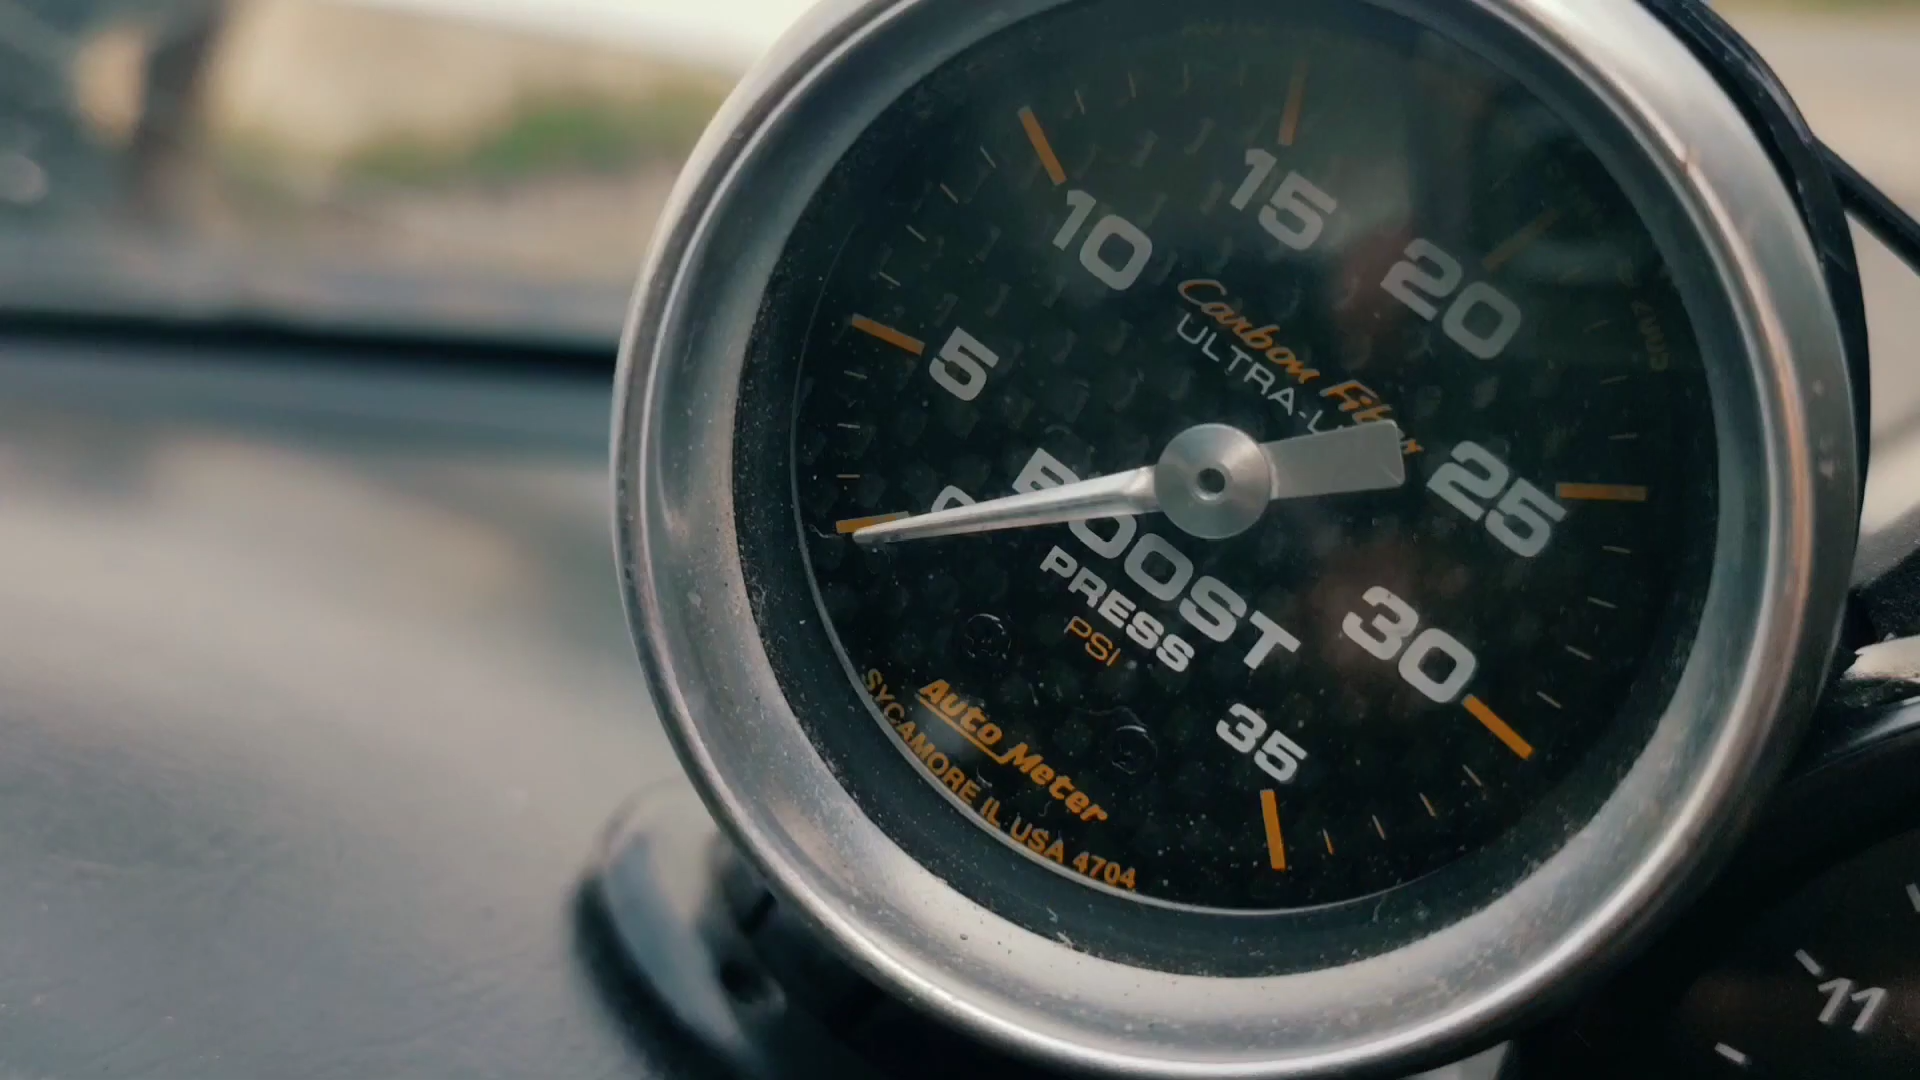 15
10
20
5
Carbon Fiber
ULTRA-L
25
0
BOOST
PRESS
PSI
30
35
Auto Meter
SYCAMORE IL USA 4704
11